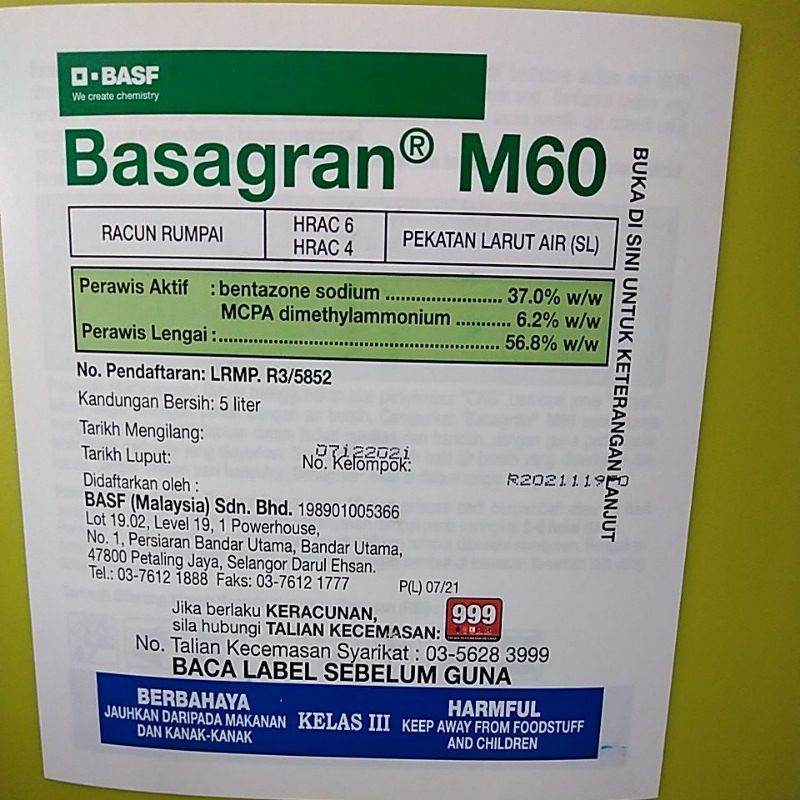 BASF
We create chemistry
Basagran® M60
RACUN RUMPAI
HRAC 6
HRAC 4
PEKATAN LARUT AIR (SL)
Perawis Aktif : bentazone sodium ........................ 37.0% w/w
MCPA dimethylammonium ........... 6.2% w/w
Perawis Lengai :.................................................... 56.8% w/w
No. Pendaftaran: LRMP. R3/5852
Kandungan Bersih: 5 liter
Tarikh Mengilang:
Tarikh Luput:
07122021
No. Kelompok:
Didaftarkan oleh :
BASF (Malaysia) Sdn. Bhd. 198901005366
Lot 19.02, Level 19, 1 Powerhouse,
No. 1, Persiaran Bandar Utama, Bandar Utama,
47800 Petaling Jaya, Selangor Darul Ehsan.
Tel.: 03-7612 1888 Faks: 03-7612 1777
P(L) 07/21
Jika berlaku KERACUNAN,
sila hubungi TALIAN KECEMASAN: 999
No. Talian Kecemasan Syarikat : 03-5628 3999
BACA LABEL SEBELUM GUNA
BERBAHAYA
JAUHKAN DARIPADA MAKANAN
DAN KANAK-KANAK
KELAS III
HARMFUL
KEEP AWAY FROM FOODSTUFF
AND CHILDREN
BUKA DI SINI UNTUK KETERANGAN LANJUT